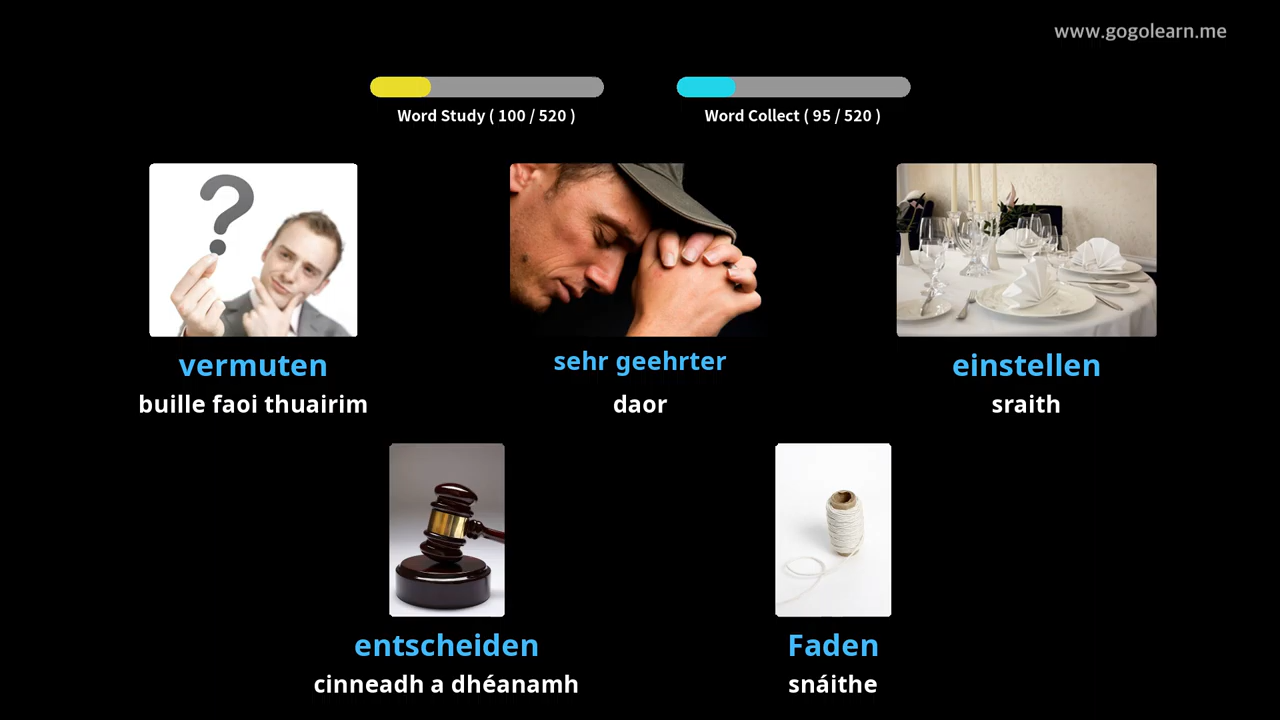 www.gogolearn.me
Word Study ( 100 / 520 )
Word Collect ( 95 / 520 )
vermuten
buille faoi thuairim
sehr geehrter
daor
einstellen
sraith
entscheiden
cinneadh a dhéanamh
Faden
snáithe